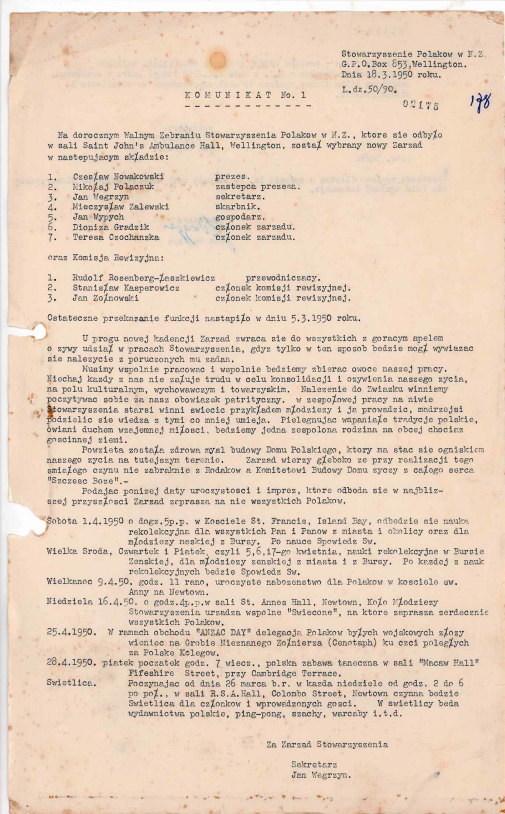 Stowarzyszenie Polakow w N.Z.
G.P.O.Box 853,Wellington.
Dnia 18.3.1950 roku.
L.dz.50/90.
K O M U N I K A T No. 1
02175
178
Na dorocznym Walnym Zebraniu Stowarzyszenia Polakow w N.Z., ktore sie odbyło
w sali Saint John's Ambulance Hall, Wellington, został wybrany nowy Zarzad
w nastepujacym składzie:
1. Czesław Nowakowski prezes.
2. Mikołaj Polaczuk zastepca prezesa.
3. Jan Wegrzyn sekretarz.
4. Mieczysław Zalewski skarbnik.
5. Jan Wypych gospodarz.
6. Dioniza Gradzik członek zarzadu.
7. Teresa Czochanzka członek zarzadu.
oraz Komisja Rewizyjna:
1. Rudolf Rosenberg-Łaszkiewicz przewodniczacy.
2. Stanisław Kasperowicz członek komisji rewizyjnej.
3. Jan Żołnowski członek komisji rewizyjnej.
Ostateczne przekazanie funkcji nastapiło w dniu 5.3.1950 roku.
U progu nowej kadencji Zarzad zwraca sie do wszystkich z goracym apelem
o zywy udział w pracach Stowarzyszenia, gdyz tylko w ten sposob bedzie mogł wywiazac
sie nalezycie z poruczonych mu zadan.
Musimy wspolnie pracowac i wspolnie bedziemy zbierac owoce naszej pracy.
Niechaj kazdy z nas nie załuje trudu w celu konsolidacji i ozywienia naszego zycia,
na polu kulturalnym, wychowawczym i towarzyskim. Nalezenie do Zwiazku winniśmy
poczytywac sobie za nasz obowiazek patrityczny. w zespołowej pracy na niwie
Stowarzyszenia starsi winni swiecic przykładem młodziezy i ja prowadzic, madrzejsi
podzielic sie wiedza z tymi co mniej umieja. Pielegnujac wspaniałe tradycje polskie,
owiani duchem wzajemnej miłosci, bedziemy jedna zespolona rodzina na obcej chociaz
goscinnej ziemi.
Powzieta została zdrowa mysl budowy Domu Polskiego, ktory na stac sie ogniskiem
naszego zycia na tutejszym terenie. Zarzad wierzy głeboko ze przy realizacji tego
smiałego czynu nie zabraknie z Rodakow a Komitetowi Budowy Domu zyczy z całego serca
"Szczesc Boze".-
Podajac ponizej daty uroczystosci i imprez, ktore odbeda sie w najbliz-
szej przyszłosci Zarzad zaprasza na nie wszystkich Polakow.
Sobota 1.4.1950 o godz.5p.p. w Kosciele St. Francis, Island Bay, odbedzie sie nauka
rekolekcyjna dla wszystkich Pan i Panow z miasta i okolicy oraz dla
młodziezy meskiej z Bursy. Po nauce Spowiedz Sw.
Wielka Sroda, Czwartek i Piatek, czyli 5,6,i7-go kwietnia, nauki rekolekcyjne w Bursie
Zenskiej, dla młodziezy zenskiej z miasta i z Bursy. Po kazdej z nauk
rekolekcyjnych bedzie Spowiedz Sw.
Wielkanoc 9.4.50. godz. 11 rano, uroczyste nabozenstwo dla Polakow w kosciele sw.
Anny na Newtown.
Niedziela 16.4.50. o godz.4p.p.w sali St. Annes Hall, Newtown, Koło Młodziezy
Stowarzyszenia urzadza wspolne "Swiecone", na ktore zaprasza serdecznie
wszystkich Polakow.
25.4.1950. W ramach obchodu "ANZAC DAY" delegacja Polakow byłych wojskowych złozy
wieniec na Grobie Nieznanego Zołnierza (Cenotaph) ku czci poległych
za Polske Kolegow.
28.4.1950. piatek poczatek godz. 7 wiecz., polska zabawa taneczna w sali "Macaw Hall"
Fifeshire Street, przy Cambridge Terrace.
Swietlica. Poczynajac od dnia 26 marca b.r. w kazda niedziele od godz. 2 do 6
po poł., w sali R.S.A.Hall, Colombo Street, Newtown czynna bedzie
Swietlica dla członkow i wprowadzonych gosci. W swietlicy beda
wydawnictwa polskie, ping-pong, szachy, warcaby i.t.d.
Za Zarzad Stowarzyszenia
Sekretarz
Jan Wegrzyn.